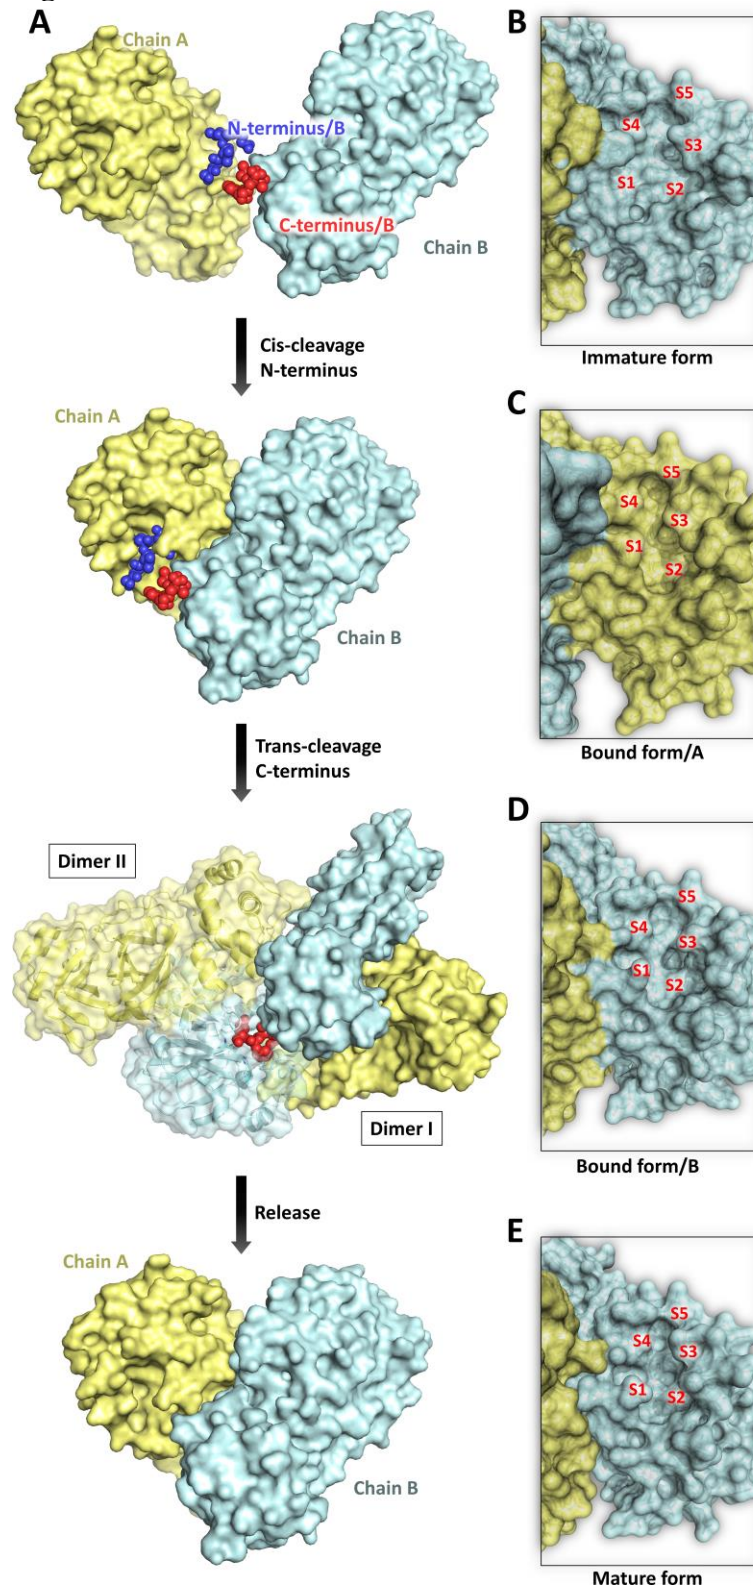 A
Chain A
N-terminus/B
C-terminus/B
Chain B
Cis-cleavage
N-terminus
Chain A
Chain B
Trans-cleavage
C-terminus
Dimer II
Dimer I
Release
Chain A
Chain B
B
S5
S4
S3
S1
S2
Immature form
C
S5
S4
S3
S1
S2
Bound form/A
D
S5
S4
S3
S1
S2
Bound form/B
E
S5
S4
S3
S1
S2
Mature form